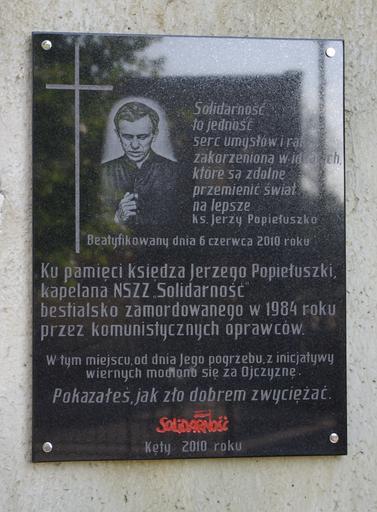 Solidarność
to jedność
serc umysłów i rąk
zakorzeniona w ideałach,
które są zdolne
przemienić świat
na lepsze
ks. Jerzy Popiełuszko
Beatyfikowany dnia 6 czerwca 2010 roku
Ku pamięci księdza Jerzego Popiełuszki,
kapelana NSZZ „Solidarność"
bestialsko zamordowanego w 1984 roku
przez komunistycznych oprawców.
W tym miejscu, od dnia Jego pogrzebu, z inicjatywy
wiernych modlono się za Ojczyznę.
Pokazałeś, jak zło dobrem zwyciężać.
SOLIDARNOŚĆ
Kęty 2010 roku